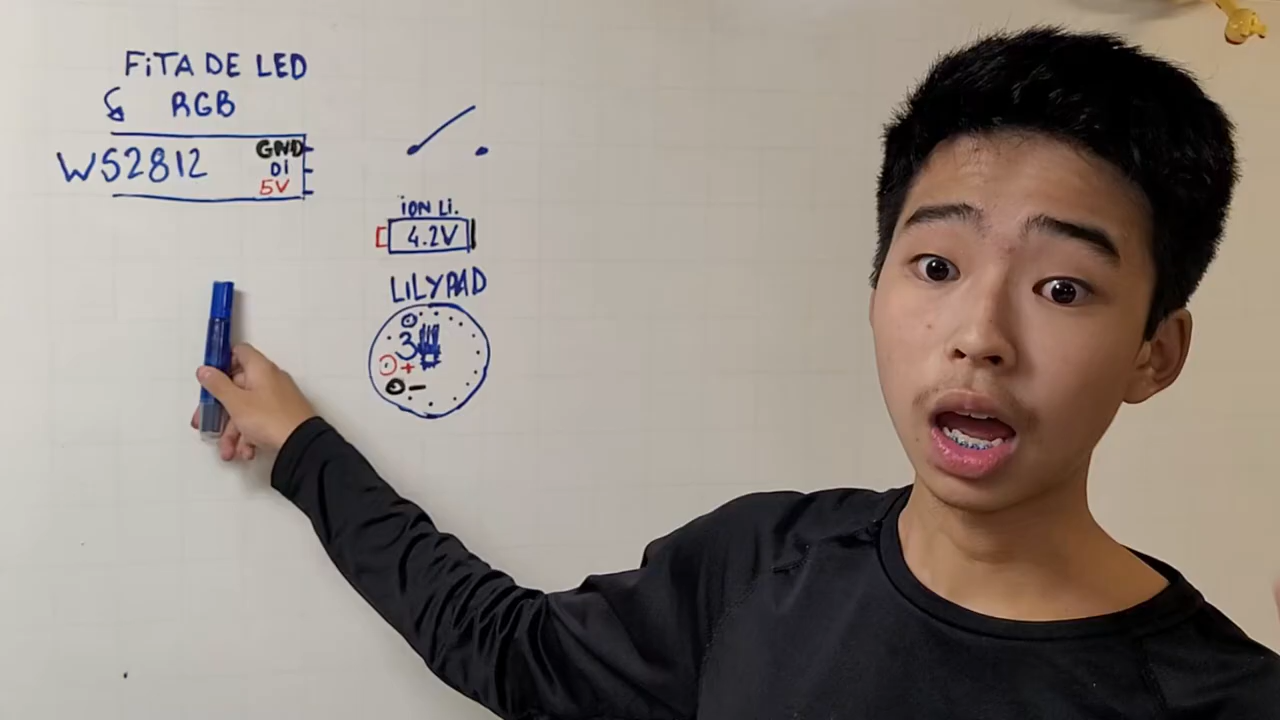 FiTA DE LED
RGB
WS2812
GND
DI
5V
iON Li.
4.2V
LiLYPAD
3
+
-